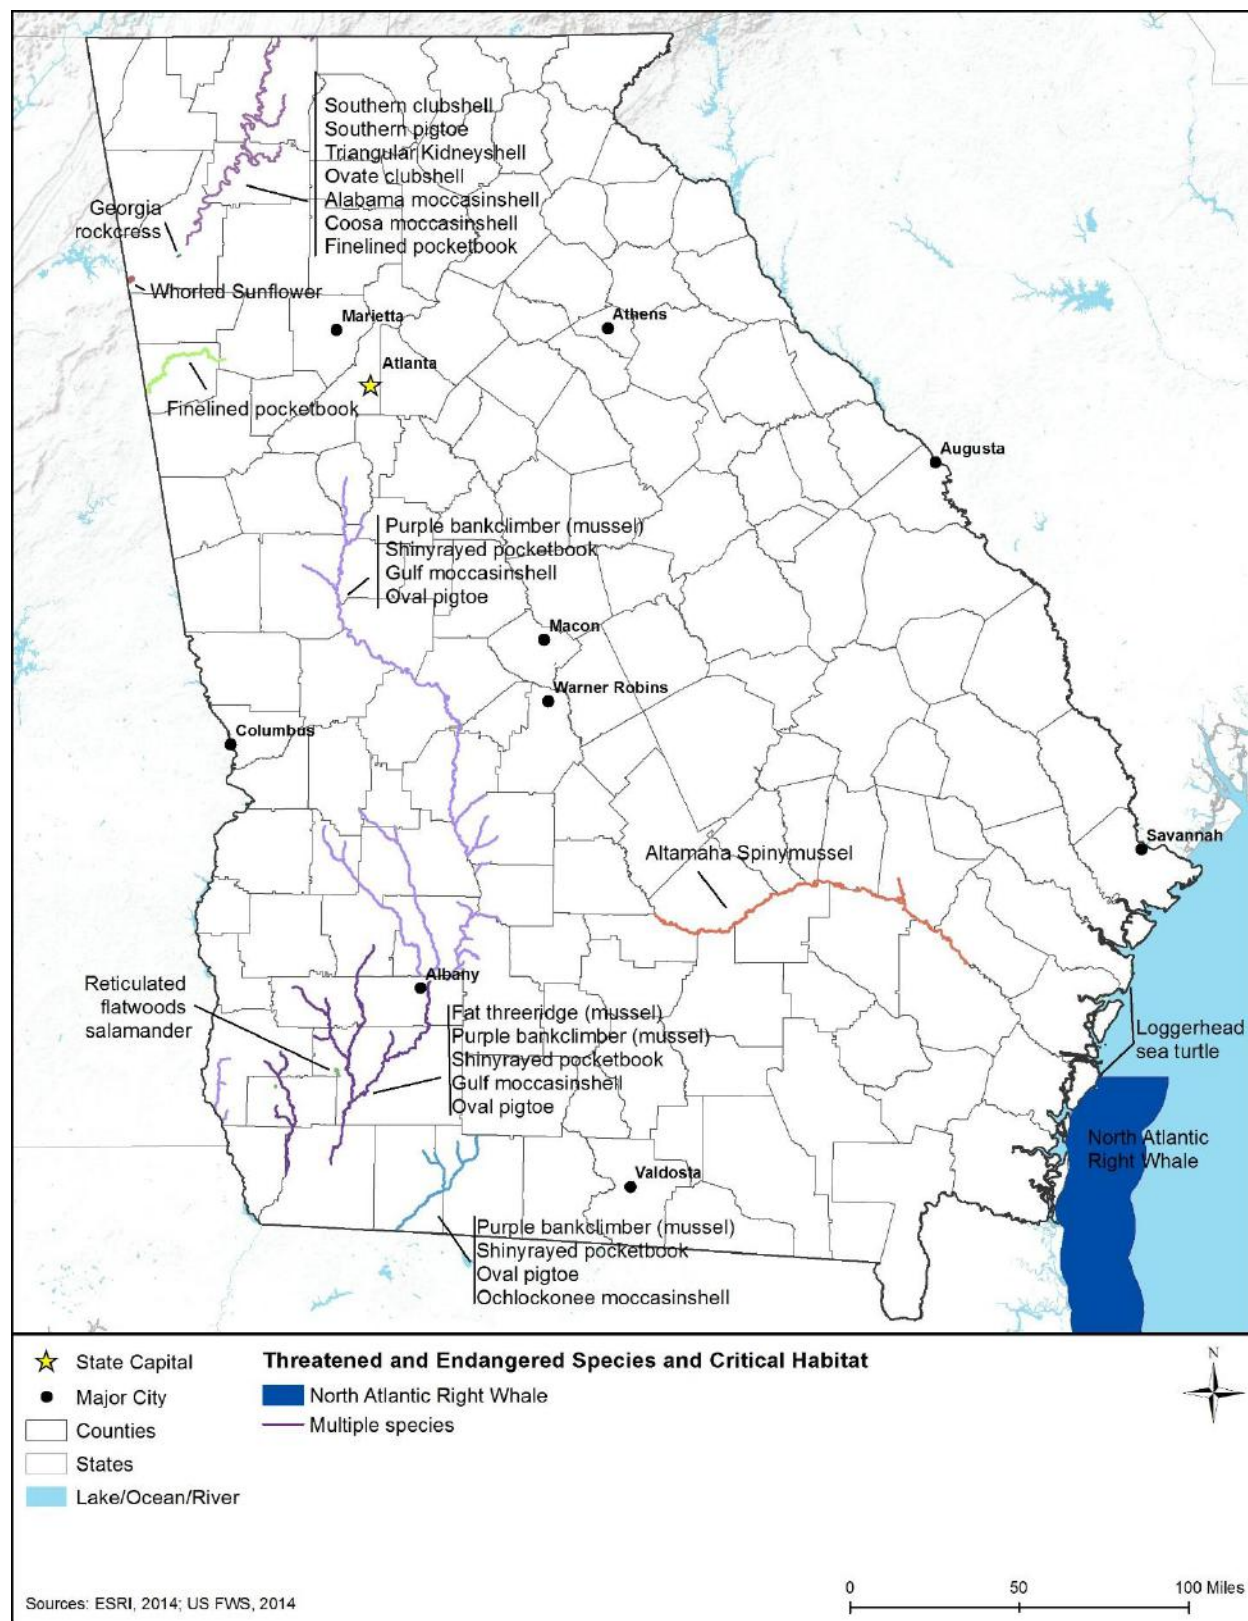 Southern clubshell
Southern pigtoe
Triangular Kidneyshell
Ovate clubshell
Alabama moccasinshell
Coosa moccasinshell
Finelined pocketbook
Georgia
rockcress
Whorled Sunflower
Marietta
Athens
Atlanta
Finelined pocketbook
Augusta
Purple bankclimber (mussel)
Shinyrayed pocketbook
Gulf moccasinshell
Oval pigtoe
Macon
Warner Robins
Columbus
Savannah
Altamaha Spinymussel
Albany
Reticulated
flatwoods
salamander
Fat threeridge (mussel)
Purple bankclimber (mussel)
Shinyrayed pocketbook
Gulf moccasinshell
Oval pigtoe
Loggerhead
sea turtle
North Atlantic
Right Whale
Valdosta
Purple bankclimber (mussel)
Shinyrayed pocketbook
Oval pigtoe
Ochlockonee moccasinshell
State Capital
Major City
Counties
States
Lake/Ocean/River
Threatened and Endangered Species and Critical Habitat
North Atlantic Right Whale
Multiple species
N
0 50 100 Miles
Sources: ESRI, 2014; US FWS, 2014